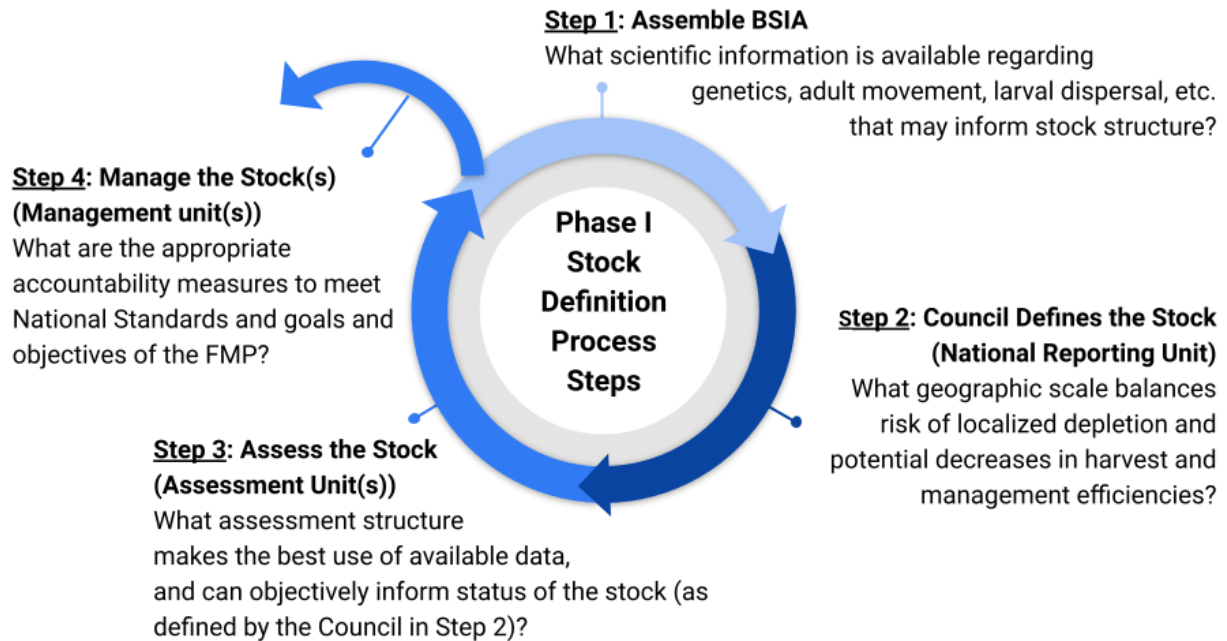 Step 1: Assemble BSIA
What scientific information is available regarding
genetics, adult movement, larval dispersal, etc.
that may inform stock structure?
Step 2: Council Defines the Stock
(National Reporting Unit)
What geographic scale balances
risk of localized depletion and
potential decreases in harvest and
management efficiencies?
Step 3: Assess the Stock
(Assessment Unit(s))
What assessment structure
makes the best use of available data,
and can objectively inform status of the stock (as
defined by the Council in Step 2)?
Step 4: Manage the Stock(s)
(Management unit(s))
What are the appropriate
accountability measures to meet
National Standards and goals and
objectives of the FMP?
Phase I
Stock
Definition
Process
Steps